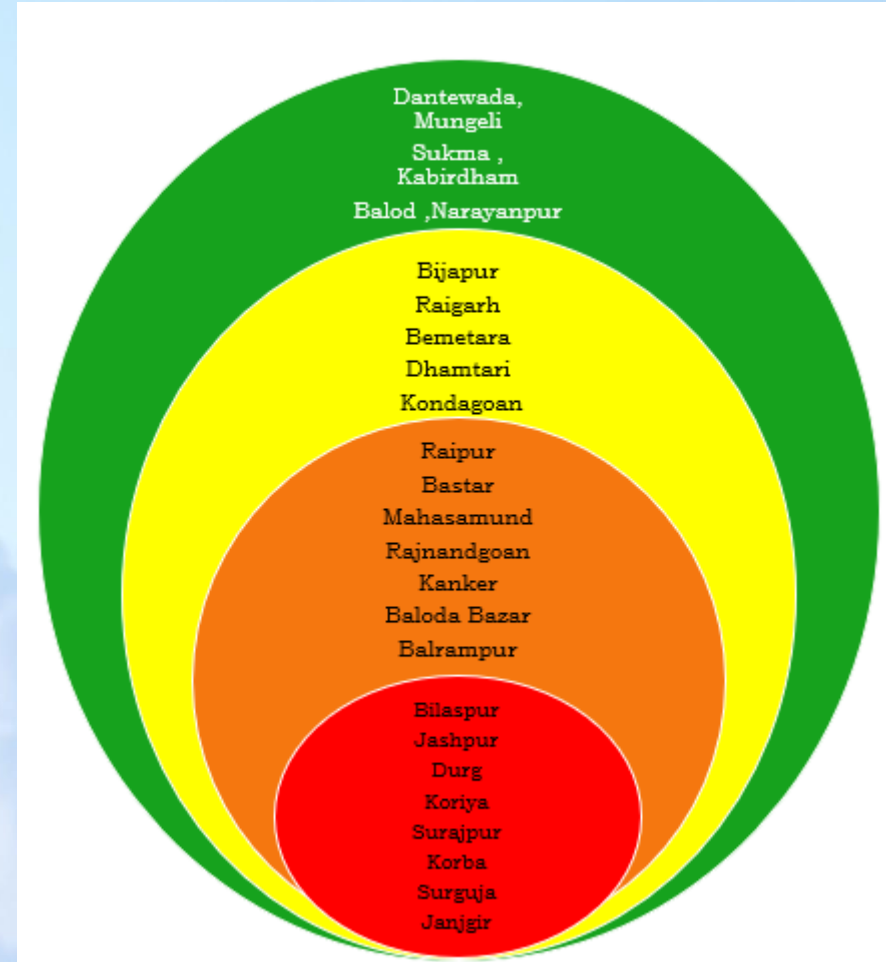 Dantewada,
Mungeli
Sukma ,
Kabirdham
Balod ,Narayanpur
Bijapur
Raigarh
Bemetara
Dhamtari
Kondagoan
Raipur
Bastar
Mahasamund
Rajnandgoan
Kanker
Baloda Bazar
Balrampur
Bilaspur
Jashpur
Durg
Koriya
Surajpur
Korba
Surguja
Janjgir